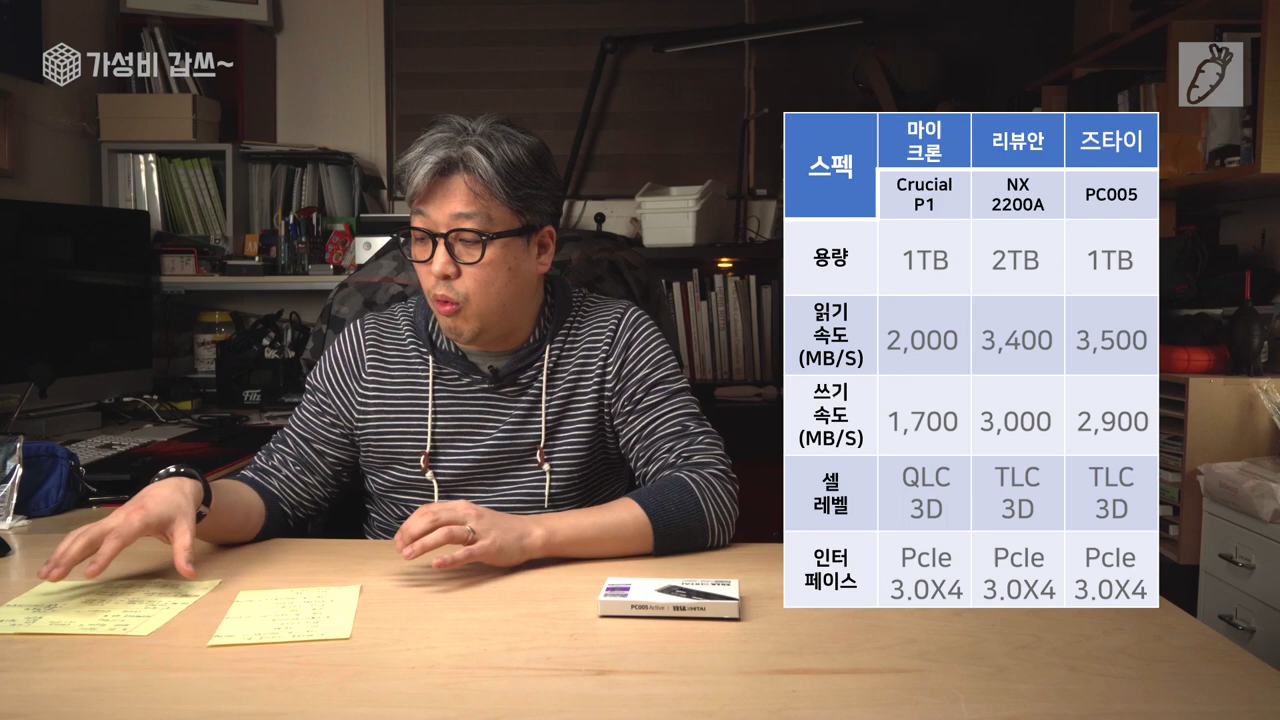 가성비 갑쓰~
스펙
마이
크론
리뷰안
즈타이
Crucial
P1
NX
2200A
PC005
용량
1TB
2TB
1TB
읽기
속도
(MB/S)
2,000
3,400
3,500
쓰기
속도
(MB/S)
1,700
3,000
2,900
셀
레벨
QLC
3D
TLC
3D
TLC
3D
인터
페이스
PcIe
3.0X4
PcIe
3.0X4
PcIe
3.0X4
PC005 Active